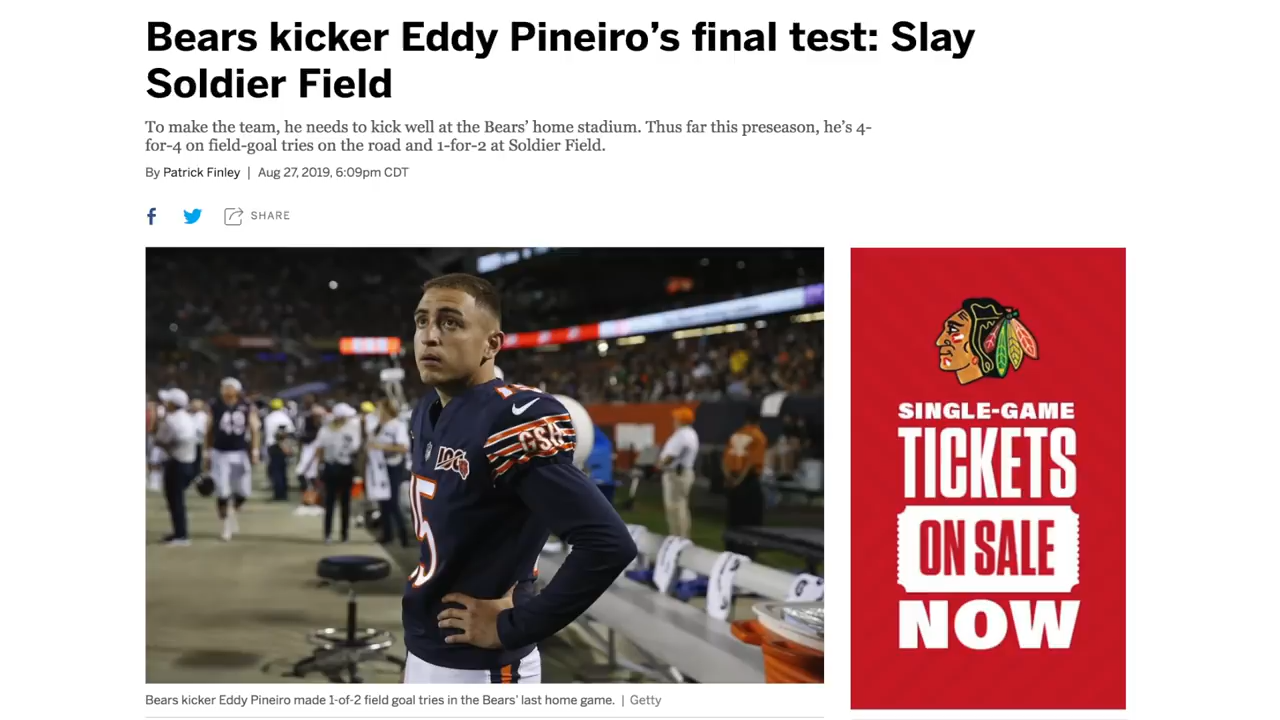 Bears kicker Eddy Pineiro’s final test: Slay
Soldier Field
To make the team, he needs to kick well at the Bears’ home stadium. Thus far this preseason, he’s 4-
for-4 on field-goal tries on the road and 1-for-2 at Soldier Field.
By Patrick Finley | Aug 27, 2019, 6:09pm CDT
f
SHARE
GSH
100
15
SINGLE-GAME
TICKETS
ON SALE
NOW
Bears kicker Eddy Pineiro made 1-of-2 field goal tries in the Bears’ last home game. | Getty